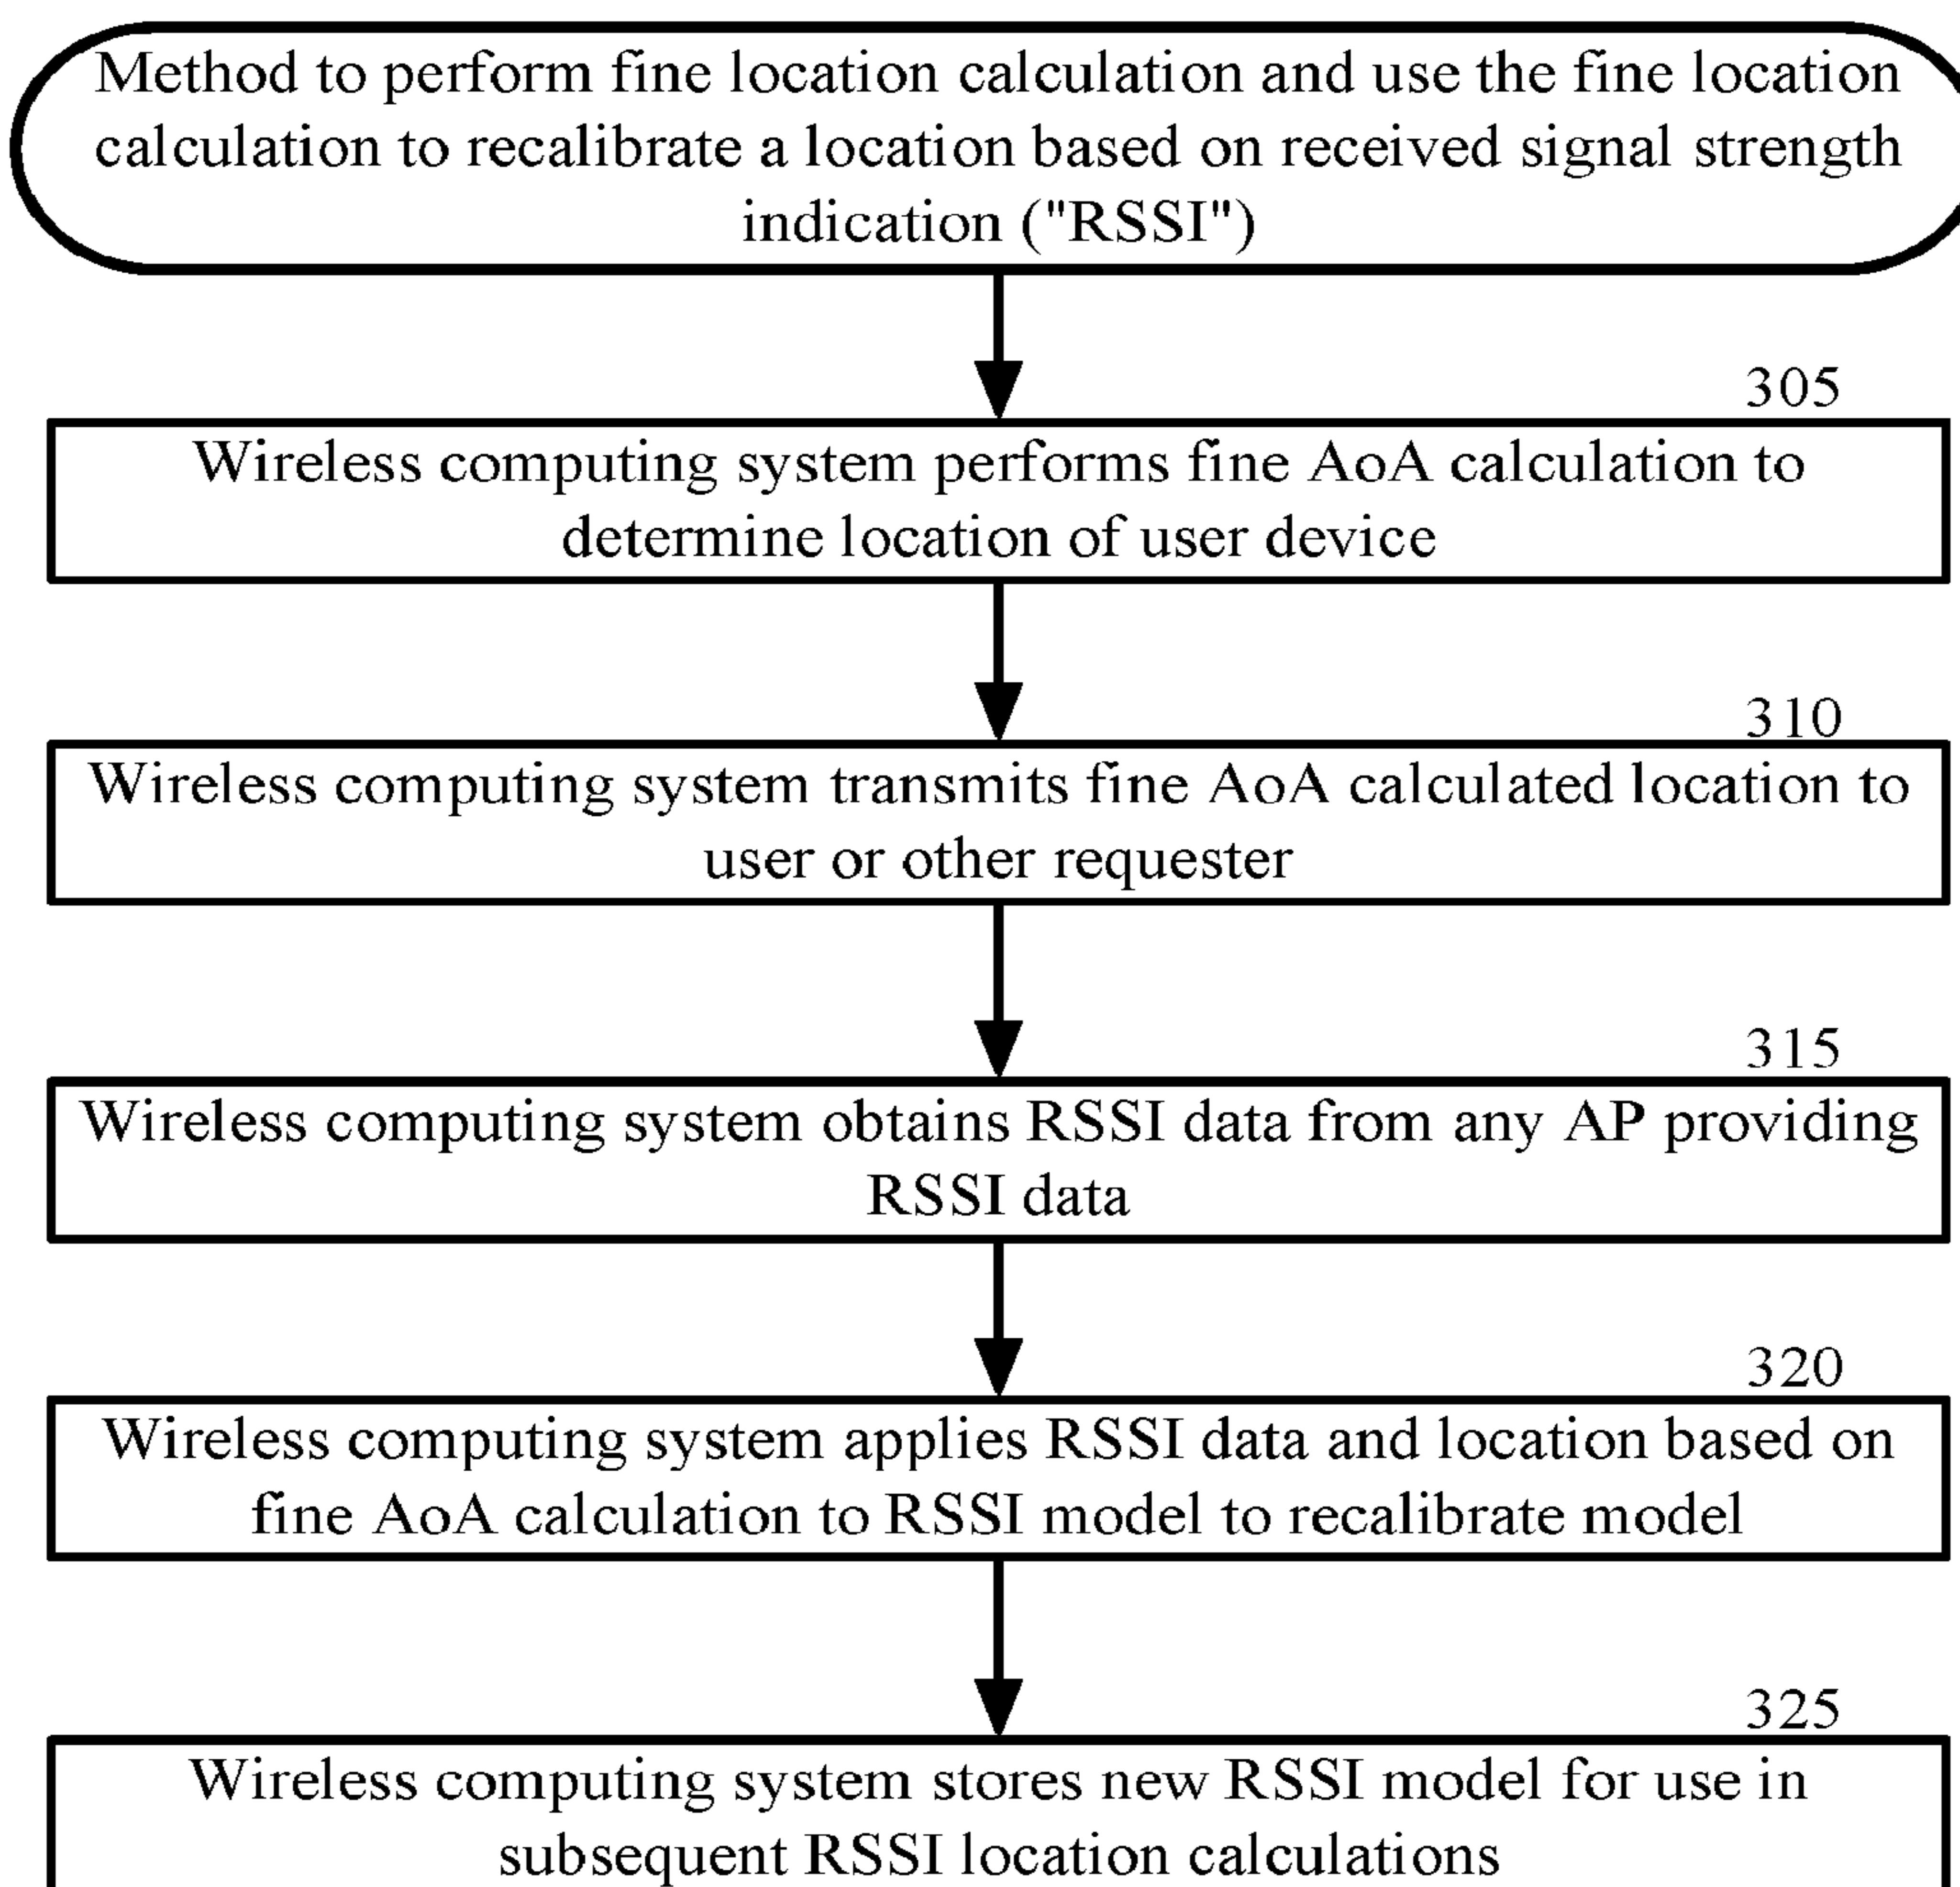 Method to perform fine location calculation and use the fine location
calculation to recalibrate a location based on received signal strength
indication ("RSSI")
305
Wireless computing system performs fine AoA calculation to
determine location of user device
310
Wireless computing system transmits fine AoA calculated location to
user or other requester
315
Wireless computing system obtains RSSI data from any AP providing
RSSI data
320
Wireless computing system applies RSSI data and location based on
fine AoA calculation to RSSI model to recalibrate model
325
Wireless computing system stores new RSSI model for use in
subsequent RSSI location calculations